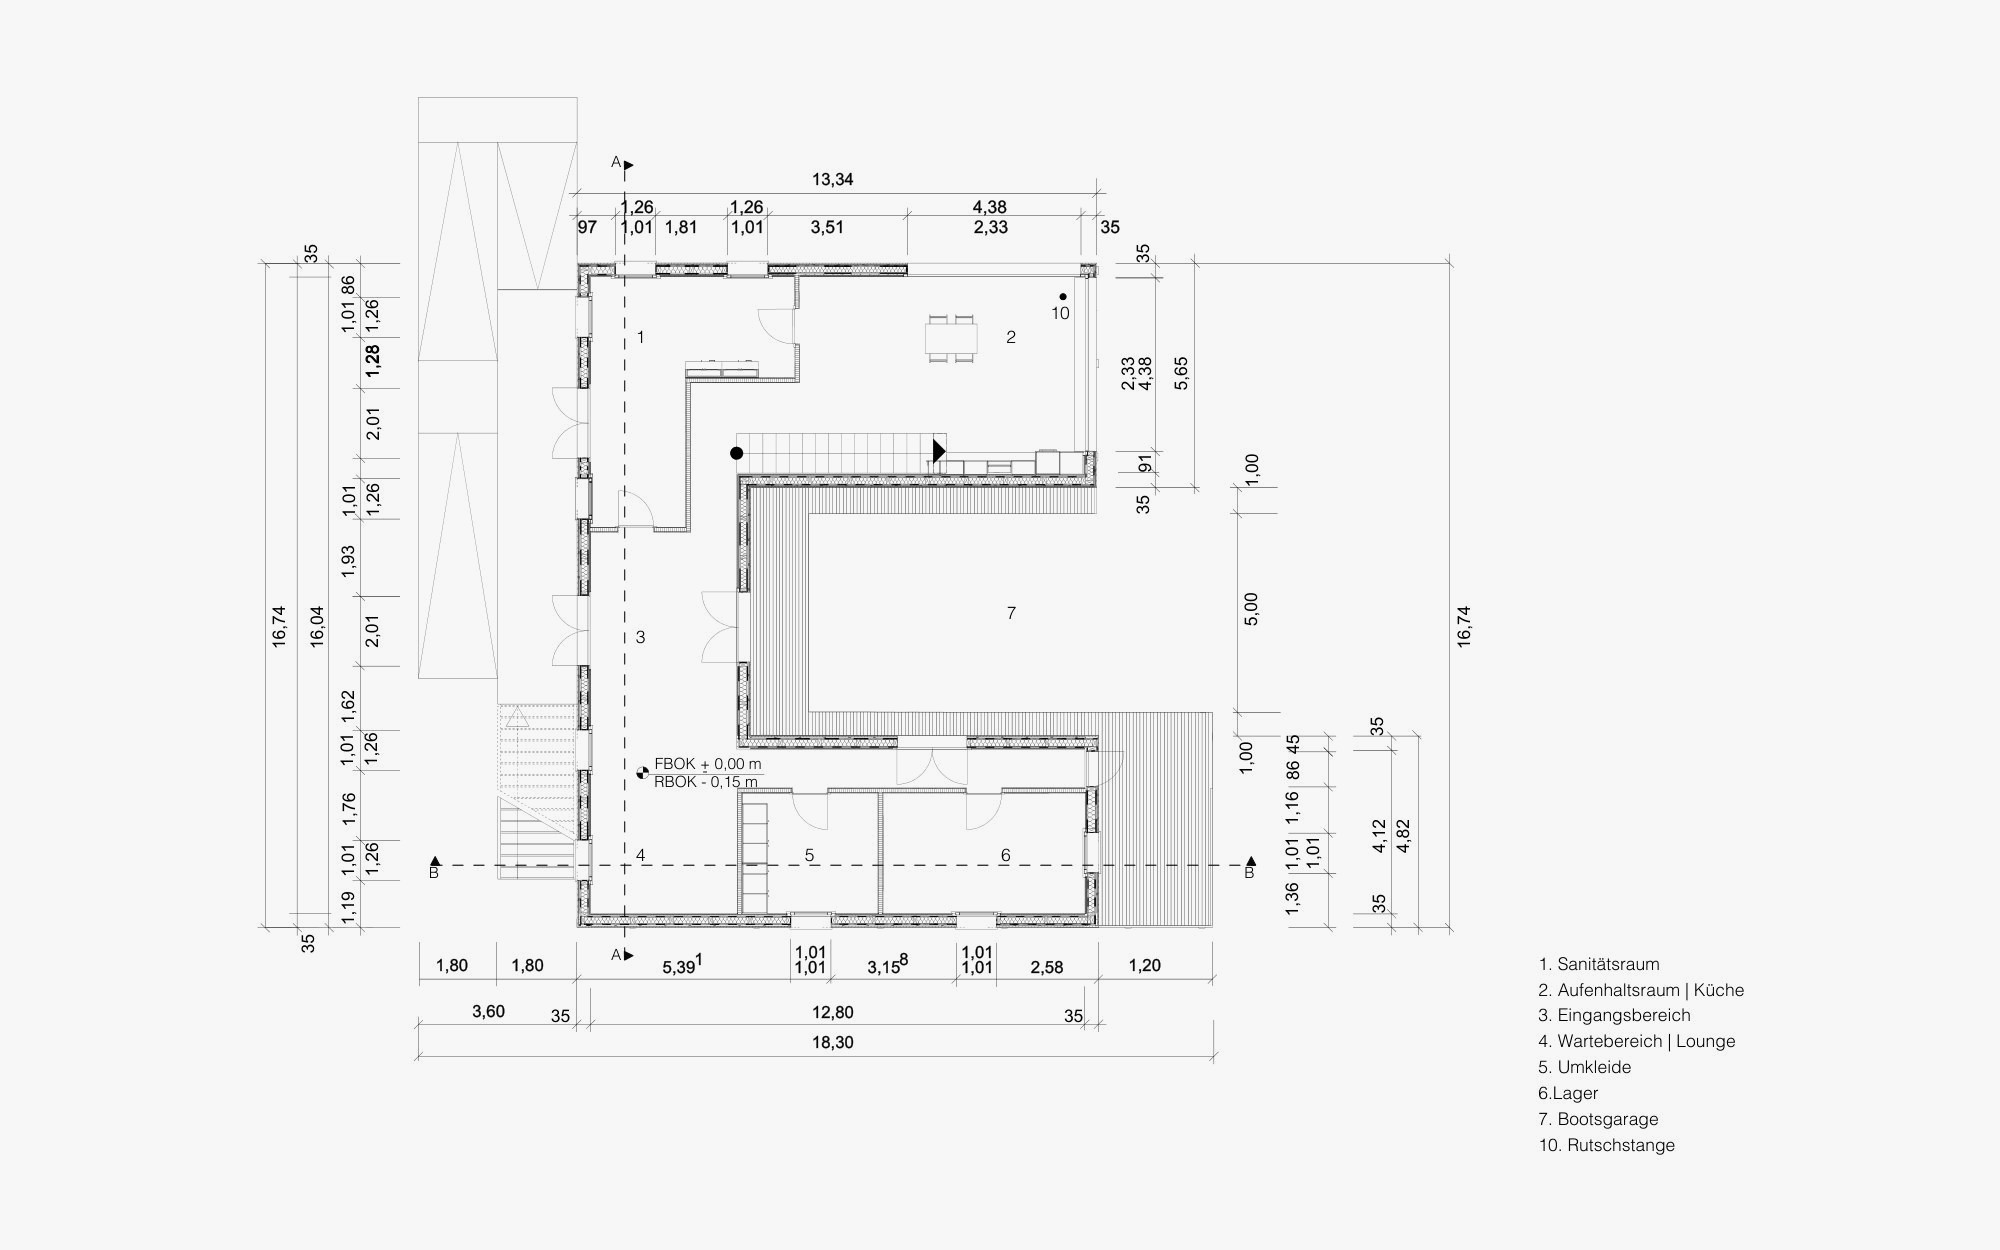 A
13,34
1,26 1,26 4,38
97 1,01 1,81 1,01 3,51 2,33 35
35 35
86
1,01 1,26
1,28
2,01
1,01 1,26
1,93
2,01
1,62
1,01 1,26
1,76
1,01 1,26
1,19
16,74
16,04
35
1
2
10
3
7
FBOK + 0,00 m
RBOK - 0,15 m
4
5
6
B
B
2,33
4,38
5,65
91
35
1,00
5,00
1,00
16,74
45
86
1,16
1,01
1,01
1,36
35
4,12
4,82
35
A
1,80 1,80 5,39¹ 1,01 3,15⁸ 1,01 2,58 1,20
1,01 1,01
3,60 35 12,80 35
18,30
1. Sanitätsraum
2. Aufenhaltsraum | Küche
3. Eingangsbereich
4. Wartebereich | Lounge
5. Umkleide
6.Lager
7. Bootsgarage
10. Rutschstange